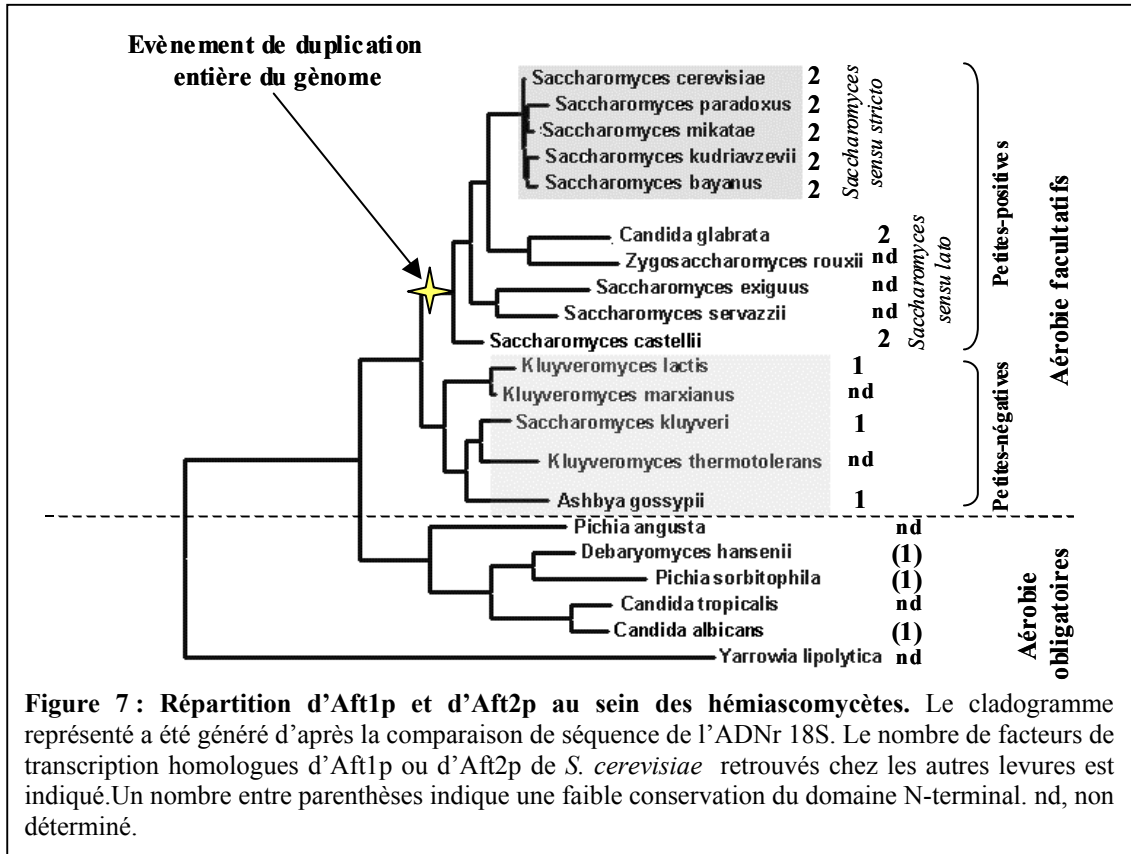 Evènement de duplication
entière du gènome
Saccharomyces cerevisiae 2
Saccharomyces paradoxus 2
Saccharomyces mikatae 2
Saccharomyces kudriavzevii 2
Saccharomyces bayanus 2
Saccharomyces
sensu stricto
Candida glabrata 2
Zygosaccharomyces rouxii nd
Saccharomyces exiguus nd
Saccharomyces servazzii nd
Saccharomyces castellii 2
Saccharomyces
sensu lato
Petites-positives
Kluyveromyces lactis 1
Kluyveromyces marxianus nd
Saccharomyces kluyveri 1
Kluyveromyces thermotolerans nd
Ashbya gossypii 1
Petites-négatives
Aérobie facultatifs
Pichia angusta nd
Debaryomyces hansenii (1)
Pichia sorbitophila (1)
Candida tropicalis nd
Candida albicans (1)
Yarrowia lipolytica nd
Aérobie
obligatoires
Figure 7 : Répartition d'Aft1p et d'Aft2p au sein des hémiascomycètes. Le cladogramme
représenté a été généré d'après la comparaison de séquence de l'ADNr 18S. Le nombre de facteurs de
transcription homologues d'Aft1p ou d'Aft2p de S. cerevisiae retrouvés chez les autres levures est
indiqué.Un nombre entre parenthèses indique une faible conservation du domaine N-terminal. nd, non
déterminé.